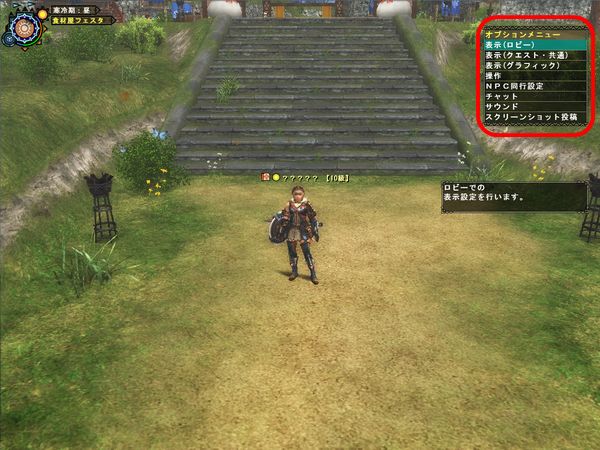 寒冷期：昼
食材屋フェスタ
オプションメニュー
表示(ロビー)
表示(クエスト・共通)
表示(グラフィック)
操作
ＮＰＣ同行設定
チャット
サウンド
スクリーンショット投稿
？？？？？【10級】
ロビーでの
表示設定を行います。